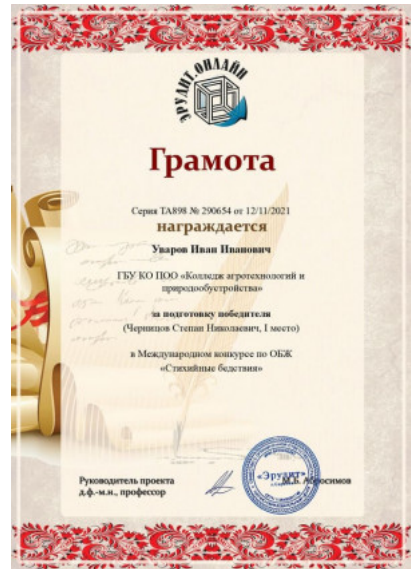 ЭРУДИТ.ОНЛАЙН
Грамота
Серия ТА898 № 290654 от 12/11/2021
награждается
Уваров Иван Иванович
ГБУ КО ПОО «Колледж агротехнологий и
природообустройства»
за подготовку победителя
(Черницов Степан Николаевич, I место)
в Международном конкурсе по ОБЖ
«Стихийные бедствия»
Руководитель проекта
д.ф.-м.н., профессор
«Эрудит»
М.Б. Абросимов